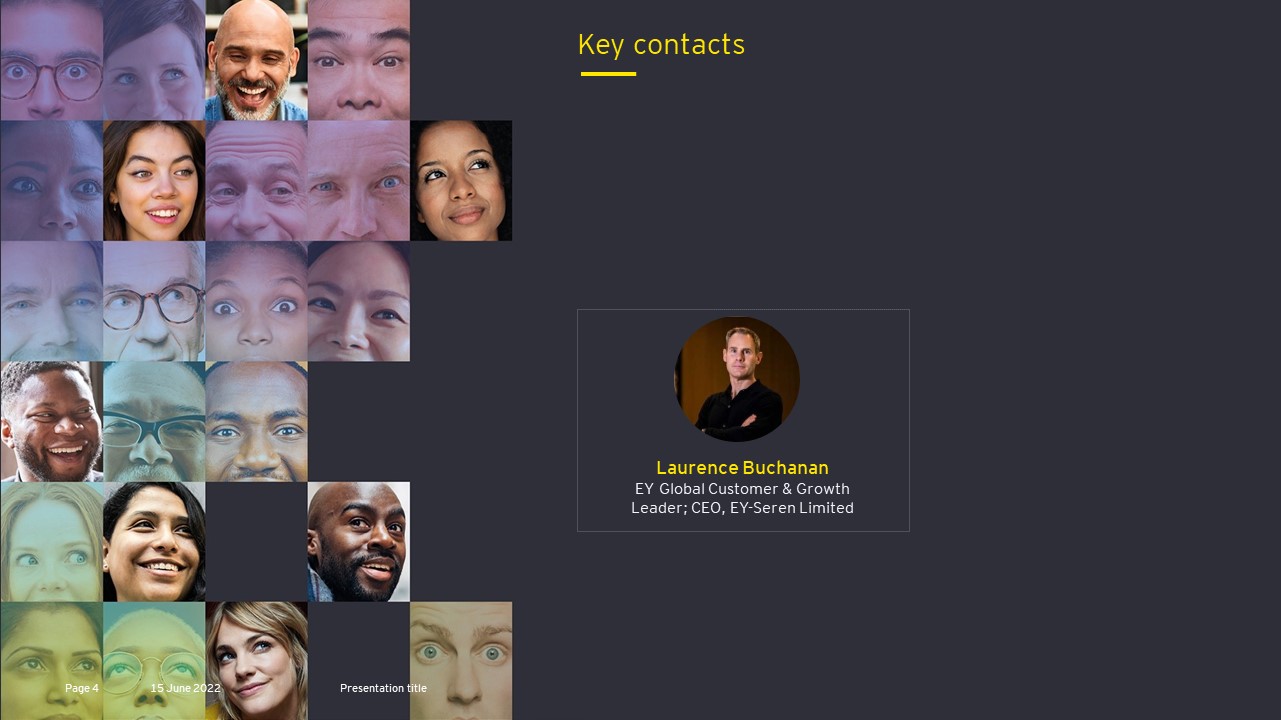 Key contacts
Laurence Buchanan
EY Global Customer & Growth
Leader; CEO, EY-Seren Limited
Page 4 15 June 2022 Presentation title